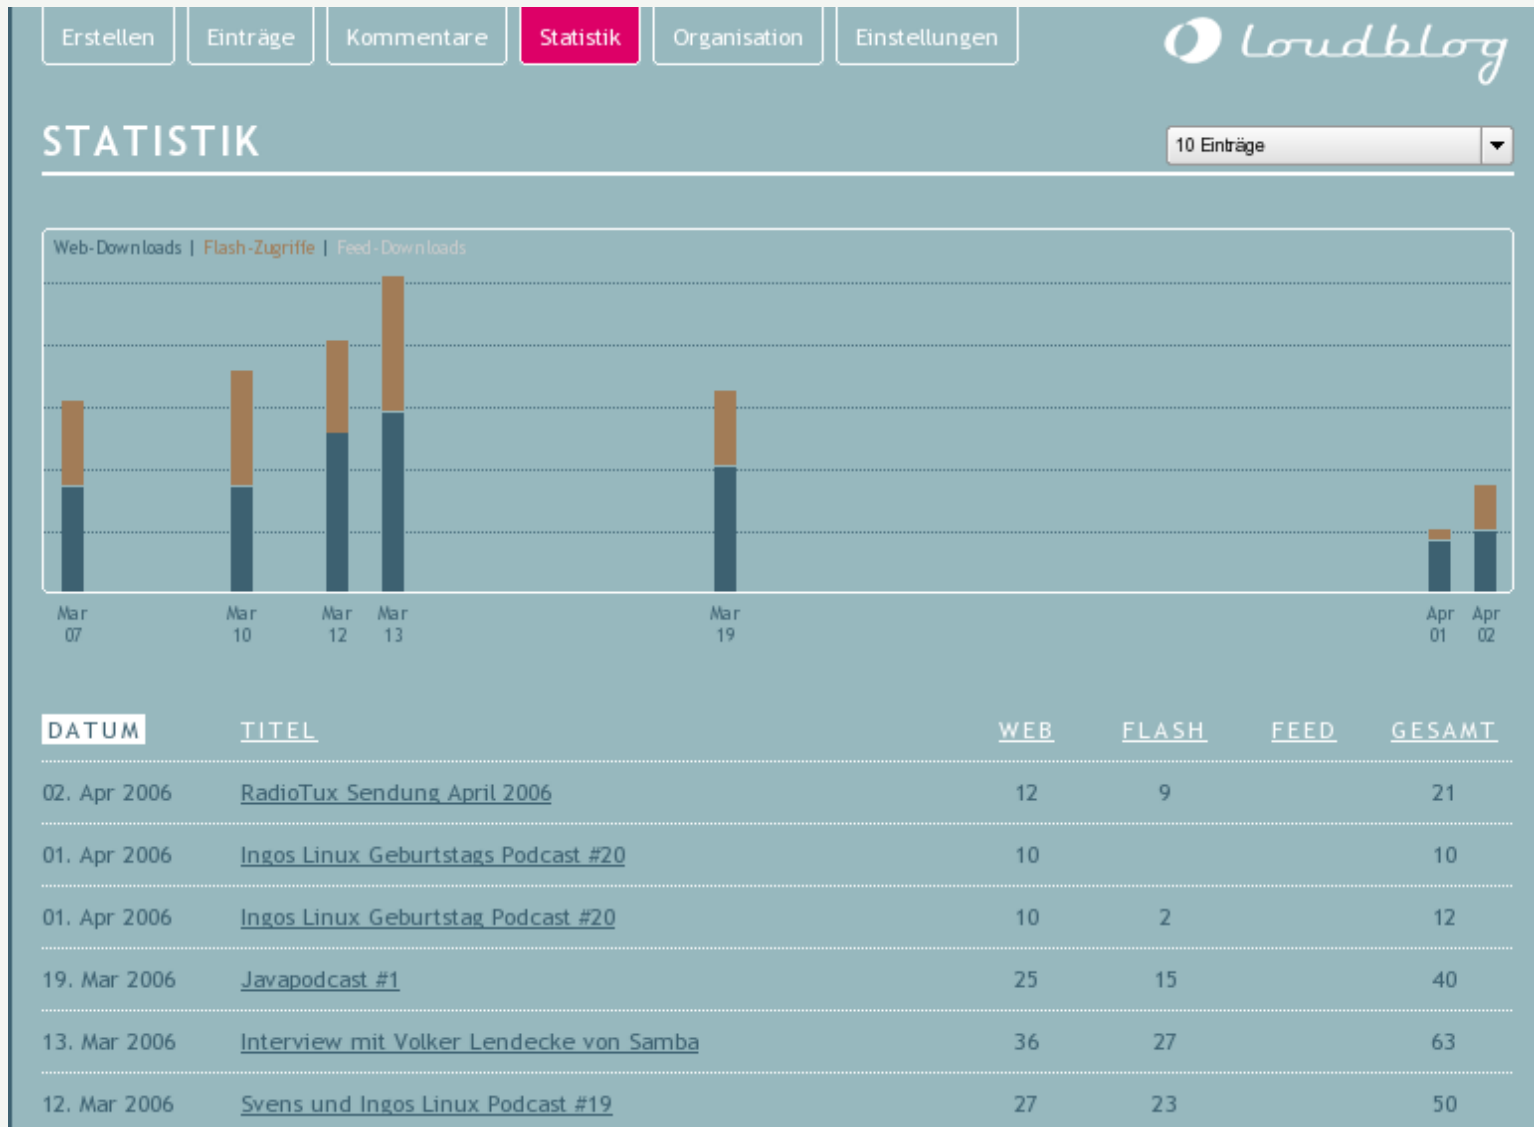 Erstellen Einträge Kommentare Statistik Organisation Einstellungen Loudblog
STATISTIK
10 Einträge
Web-Downloads | Flash-Zugriffe | Feed-Downloads
Mar Mar Mar Mar Mar Apr Apr
07 10 12 13 19 01 02
DATUM TITEL WEB FLASH FEED GESAMT
02. Apr 2006 RadioTux Sendung April 2006 12 9 21
01. Apr 2006 Ingos Linux Geburtstags Podcast #20 10 10
01. Apr 2006 Ingos Linux Geburtstag Podcast #20 10 2 12
19. Mar 2006 Javapodcast #1 25 15 40
13. Mar 2006 Interview mit Volker Lendecke von Samba 36 27 63
12. Mar 2006 Svens und Ingos Linux Podcast #19 27 23 50